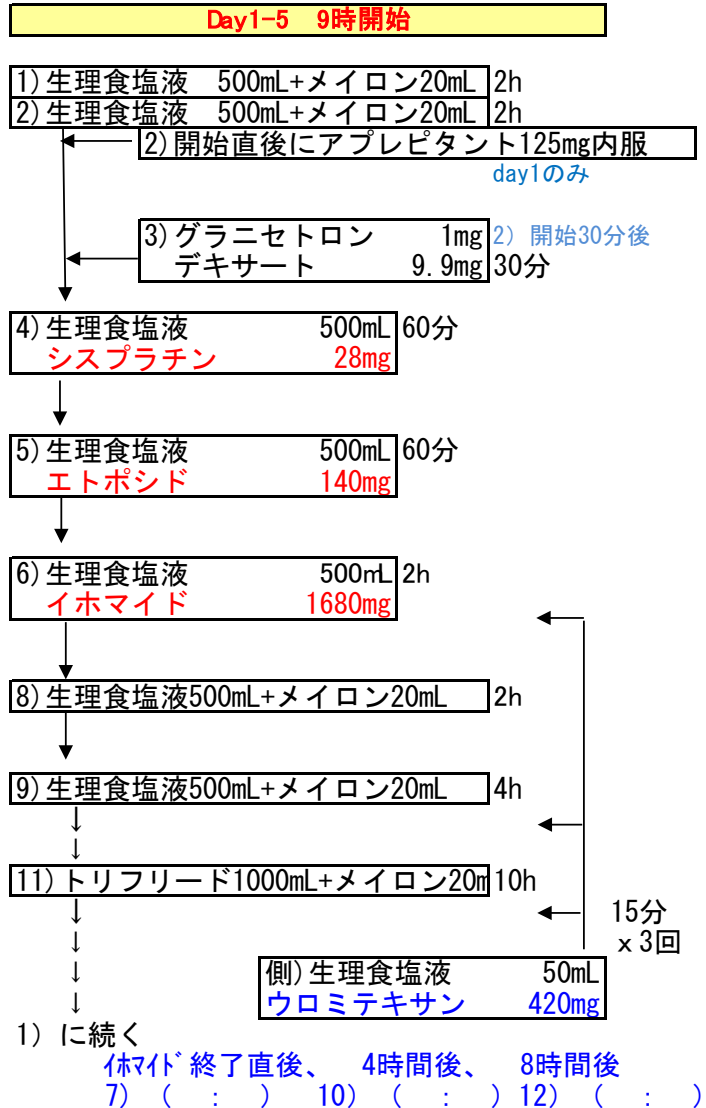 Day1-5 9時開始
1)生理食塩液 500mL+メイロン20mL 2h
2)生理食塩液 500mL+メイロン20mL 2h
2)開始直後にアプレピタント125mg内服
day1のみ
3)グラニセトロン 1mg 2) 開始30分後
デキサート 9.9mg 30分
4)生理食塩液 500mL 60分
シスプラチン 28mg
5)生理食塩液 500mL 60分
エトポシド 140mg
6)生理食塩液 500mL 2h
イホマイド 1680mg
8)生理食塩液500mL+メイロン20mL 2h
9)生理食塩液500mL+メイロン20mL 4h
↓
↓
11)トリフリード1000mL+メイロン20m 10h
↓ 15分
↓ x3回
↓ 側)生理食塩液 50mL
↓ ウロミテキサン 420mg
1) に続く
ｲﾎﾏｲﾄﾞ終了直後、 4時間後、 8時間後
7) ( : ) 10) ( : ) 12) ( : )